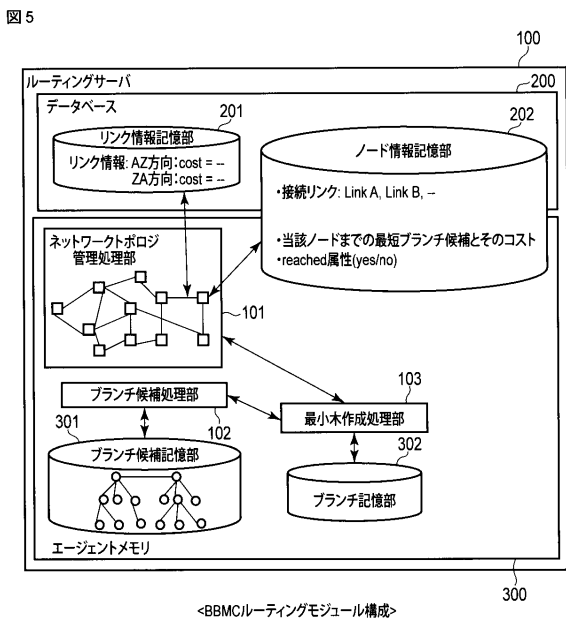 図5
100
ルーティングサーバ
200
データベース
201
リンク情報記憶部
リンク情報: AZ方向:cost = --
ZA方向:cost = --
202
ノード情報記憶部
・接続リンク: Link A, Link B, --
・当該ノードまでの最短ブランチ候補とそのコスト
・reached属性(yes/no)
ネットワークトポロジ
管理処理部
101
ブランチ候補処理部
102
103
最小木作成処理部
301
ブランチ候補記憶部
302
ブランチ記憶部
エージェントメモリ
300
<BBMCルーティングモジュール構成>